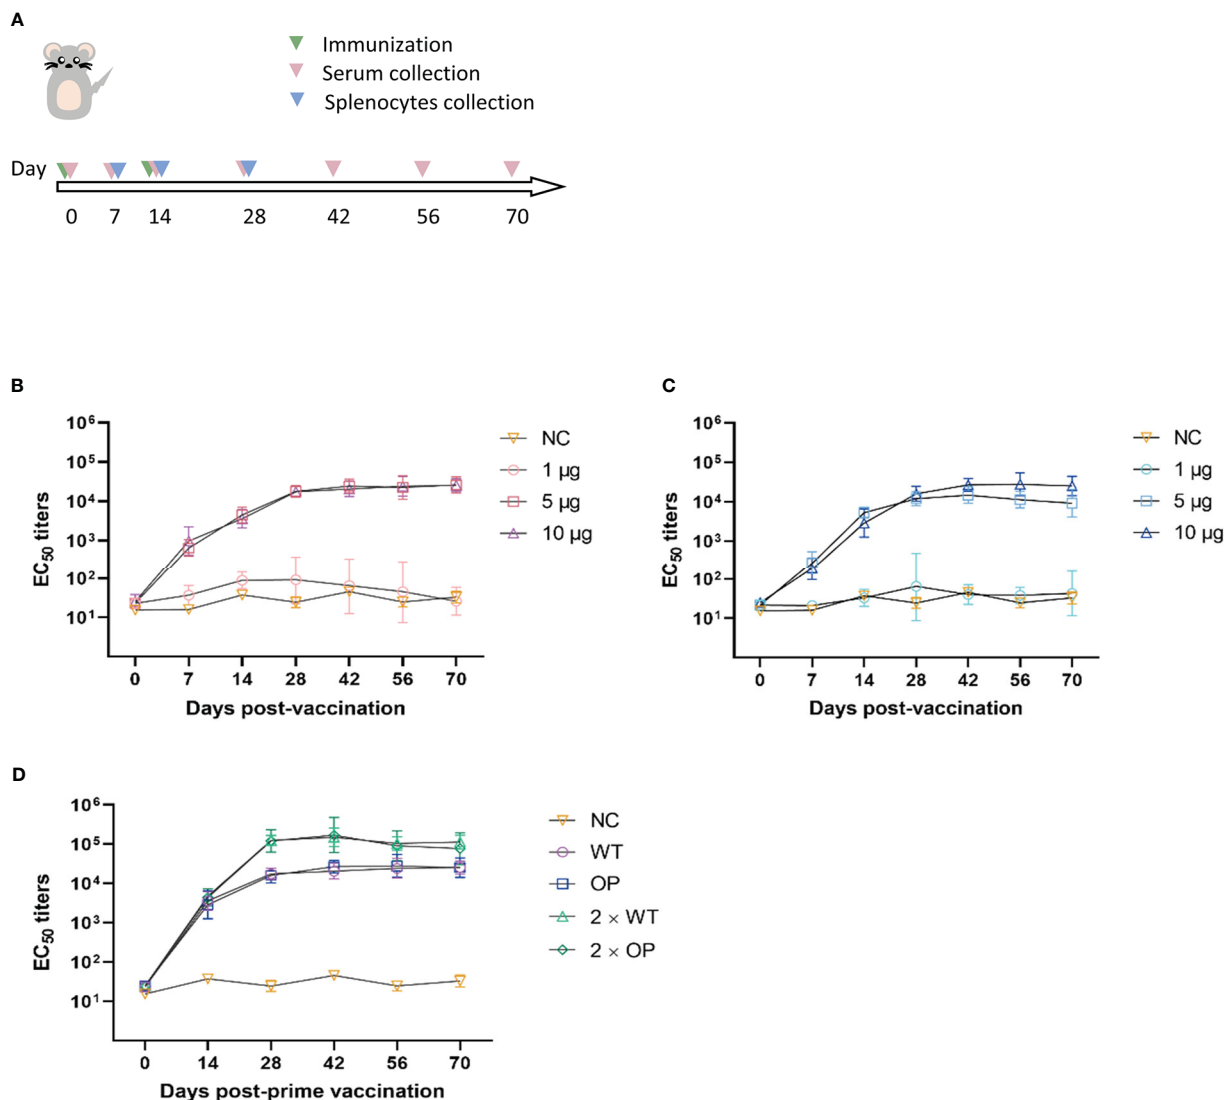 A
Immunization
Serum collection
Splenocytes collection
Day
0 7 14 28 42 56 70
B
10⁶
10⁵
10⁴
10³
10²
10¹
EC₅₀ titers
0 7 14 28 42 56 70
Days post-vaccination
NC
1 µg
5 µg
10 µg
C
10⁶
10⁵
10⁴
10³
10²
10¹
EC₅₀ titers
0 7 14 28 42 56 70
Days post-vaccination
NC
1 µg
5 µg
10 µg
D
10⁶
10⁵
10⁴
10³
10²
10¹
EC₅₀ titers
0 14 28 42 56 70
Days post-prime vaccination
NC
WT
OP
2 × WT
2 × OP